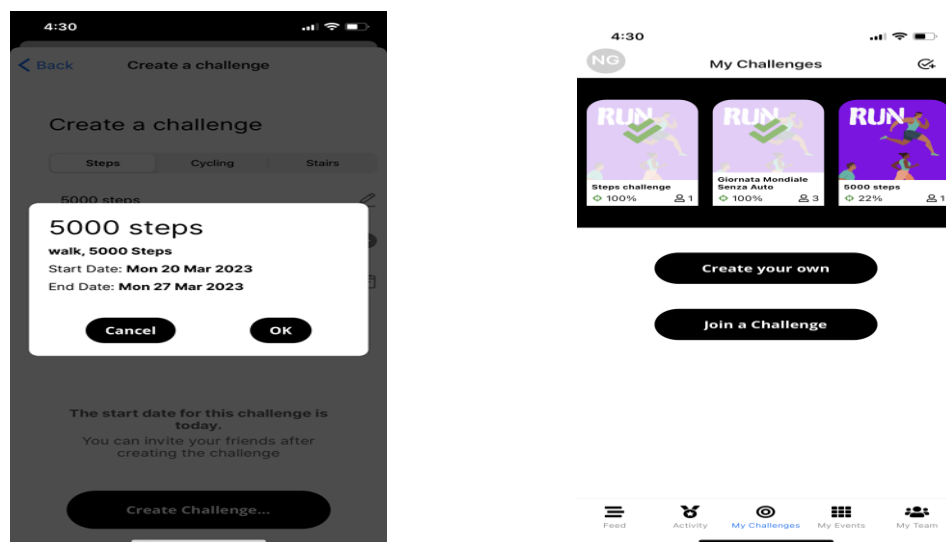 4:30
Back
Create a challenge
Create a challenge
Steps
Cycling
Stairs
5000 steps
5000 steps
walk, 5000 Steps
Start Date: Mon 20 Mar 2023
End Date: Mon 27 Mar 2023
Cancel
OK
The start date for this challenge is
today.
You can invite your friends after
creating the challenge
Create Challenge...
4:30
NG
My Challenges
RUN
Steps challenge
100%
1
RUN
Giornata Mondiale
Senza Auto
100%
3
RUN
5000 steps
22%
1
Create your own
Join a Challenge
Feed
Activity
My Challenges
My Events
My Team